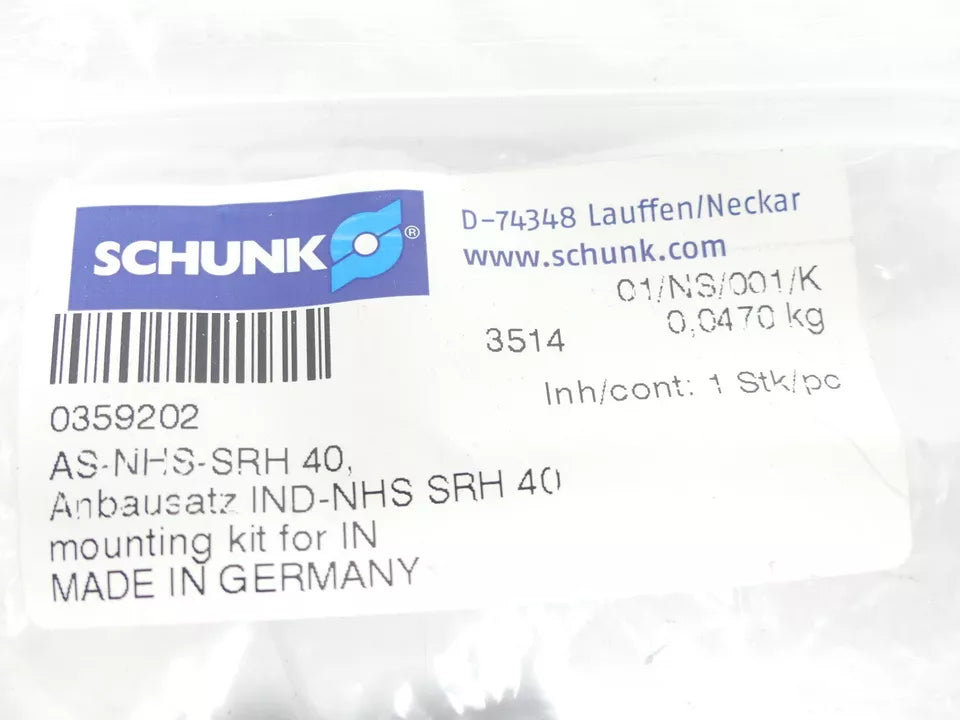 SCHUNK ®
D-74348 Lauffen/Neckar
www.schunk.com
01/NS/001/K
3514 0,0470 kg
Inh/cont: 1 Stk/pc
0359202
AS-NHS-SRH 40,
Anbausatz IND-NHS SRH 40
mounting kit for IN
MADE IN GERMANY